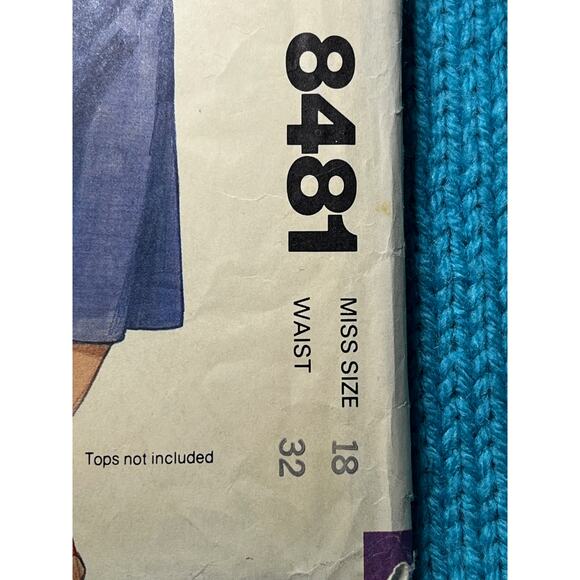 8481
MISS SIZE 18
WAIST 32
Tops not included